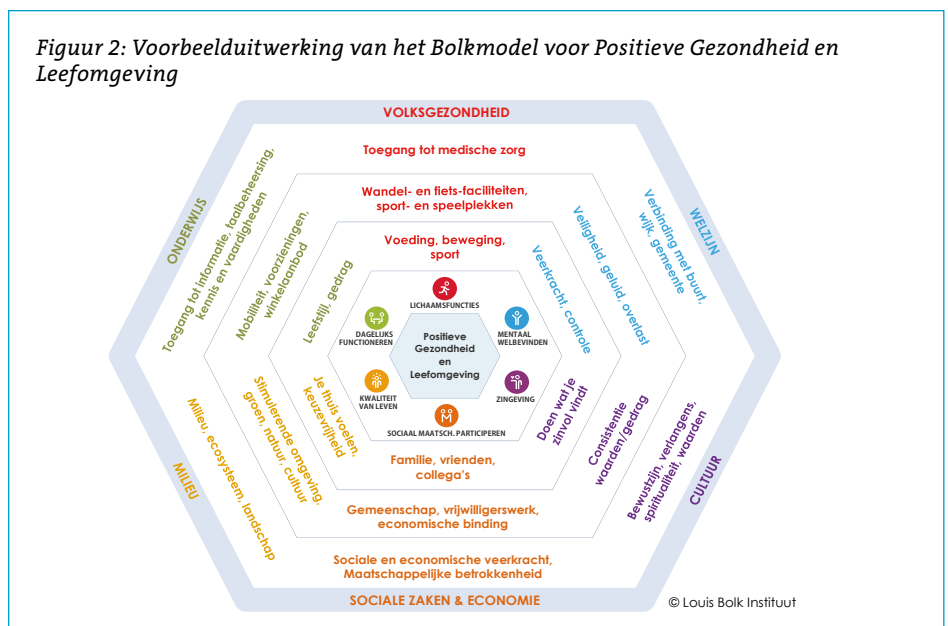 Figuur 2: Voorbeelduitwerking van het Bolkmodel voor Positieve Gezondheid en
Leefomgeving
VOLKSGEZONDHEID
Toegang tot medische zorg
Wandel- en fiets-faciliteiten,
sport- en speelplekken
Voeding, beweging,
sport
LICHAAMSFUNCTIES
ONDERWIJS
Toegang tot informatie, taalbeheersing,
Kennis en vaardigheden
Mobiliteit, voorzieningen,
winkelaanbod
Leefstijl, gedrag
DAGELIJKS
FUNCTIONEREN
WELZIJN
Verbinding met buurt,
wijk, gemeente
Veiligheid, geluid, overlast
Veerkracht, controle
MENTAAL
WELBEVINDEN
Positieve
Gezondheid
en
Leefomgeving
KWALITEIT
VAN LEVEN
Je thuis voelen,
keuzevrijheid
Stimulerende omgeving,
groen, natuur, cultuur
Milieu, ecosysteem, landschap
MILIEU
ZINGEVING
Doen wat je
zinvol vindt
Consistentie
waarden/gedrag
Bewustzijn, verlangens,
spiritualiteit, waarden
CULTUUR
SOCIAAL MAATSCH. PARTICIPEREN
Familie, vrienden,
collega's
Gemeenschap, vrijwilligerswerk,
economische binding
Sociale en economische veerkracht,
Maatschappelijke betrokkenheid
SOCIALE ZAKEN & ECONOMIE
© Louis Bolk Instituut